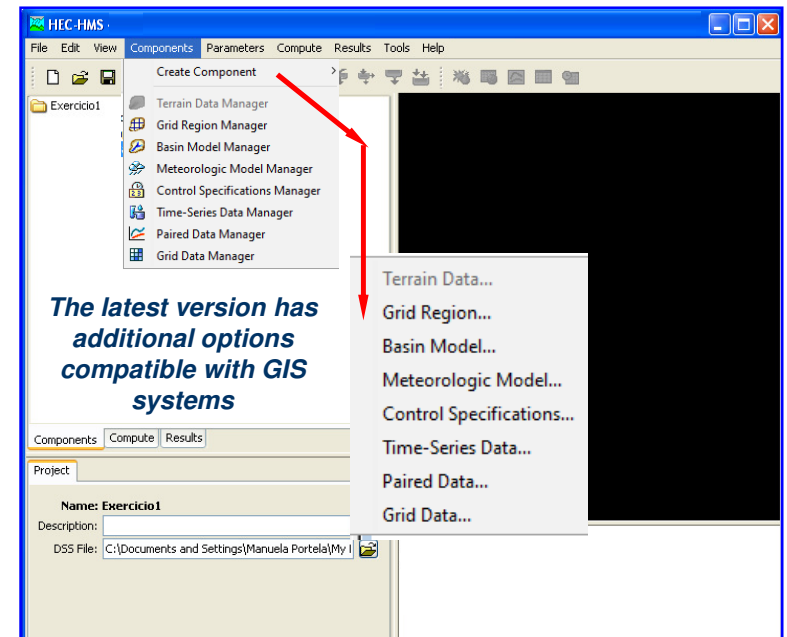 HEC-HMS
File Edit View Components Parameters Compute Results Tools Help
Create Component
Exercicio1
Terrain Data Manager
Grid Region Manager
Basin Model Manager
Meteorologic Model Manager
Control Specifications Manager
Time-Series Data Manager
Paired Data Manager
Grid Data Manager
Terrain Data...
Grid Region...
Basin Model...
Meteorologic Model...
Control Specifications...
Time-Series Data...
Paired Data...
Grid Data...
The latest version has
additional options
compatible with GIS
systems
Components Compute Results
Project
Name: Exercicio1
Description:
DSS File: C:\Documents and Settings\Manuela Portela\My